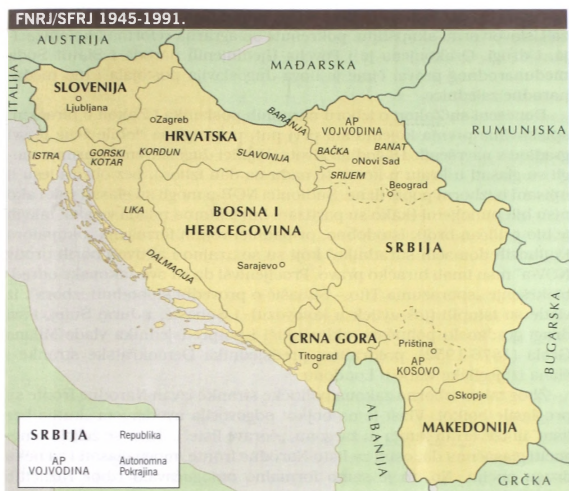 FNRJ/SFRJ 1945-1991.
AUSTRIJA
MAĐARSKA
ITALIJA
SLOVENIJA
Ljubljana
Zagreb
HRVATSKA
BARANJA
AP
VOJVODINA
RUMUNJSKA
ISTRA
GORSKI
KOTAR
KORDUN
SLAVONIJA
BAČKA
BANAT
Novi Sad
SRIJEM
Beograd
LIKA
BOSNA I
HERCEGOVINA
SRBIJA
DALMACIJA
Sarajevo
CRNA GORA
Titograd
Priština
AP
KOSOVO
BUGARSKA
Skopje
MAKEDONIJA
ALBANIJA
GRČKA
SRBIJA Republika
AP
VOJVODINA
Autonomna
Pokrajina